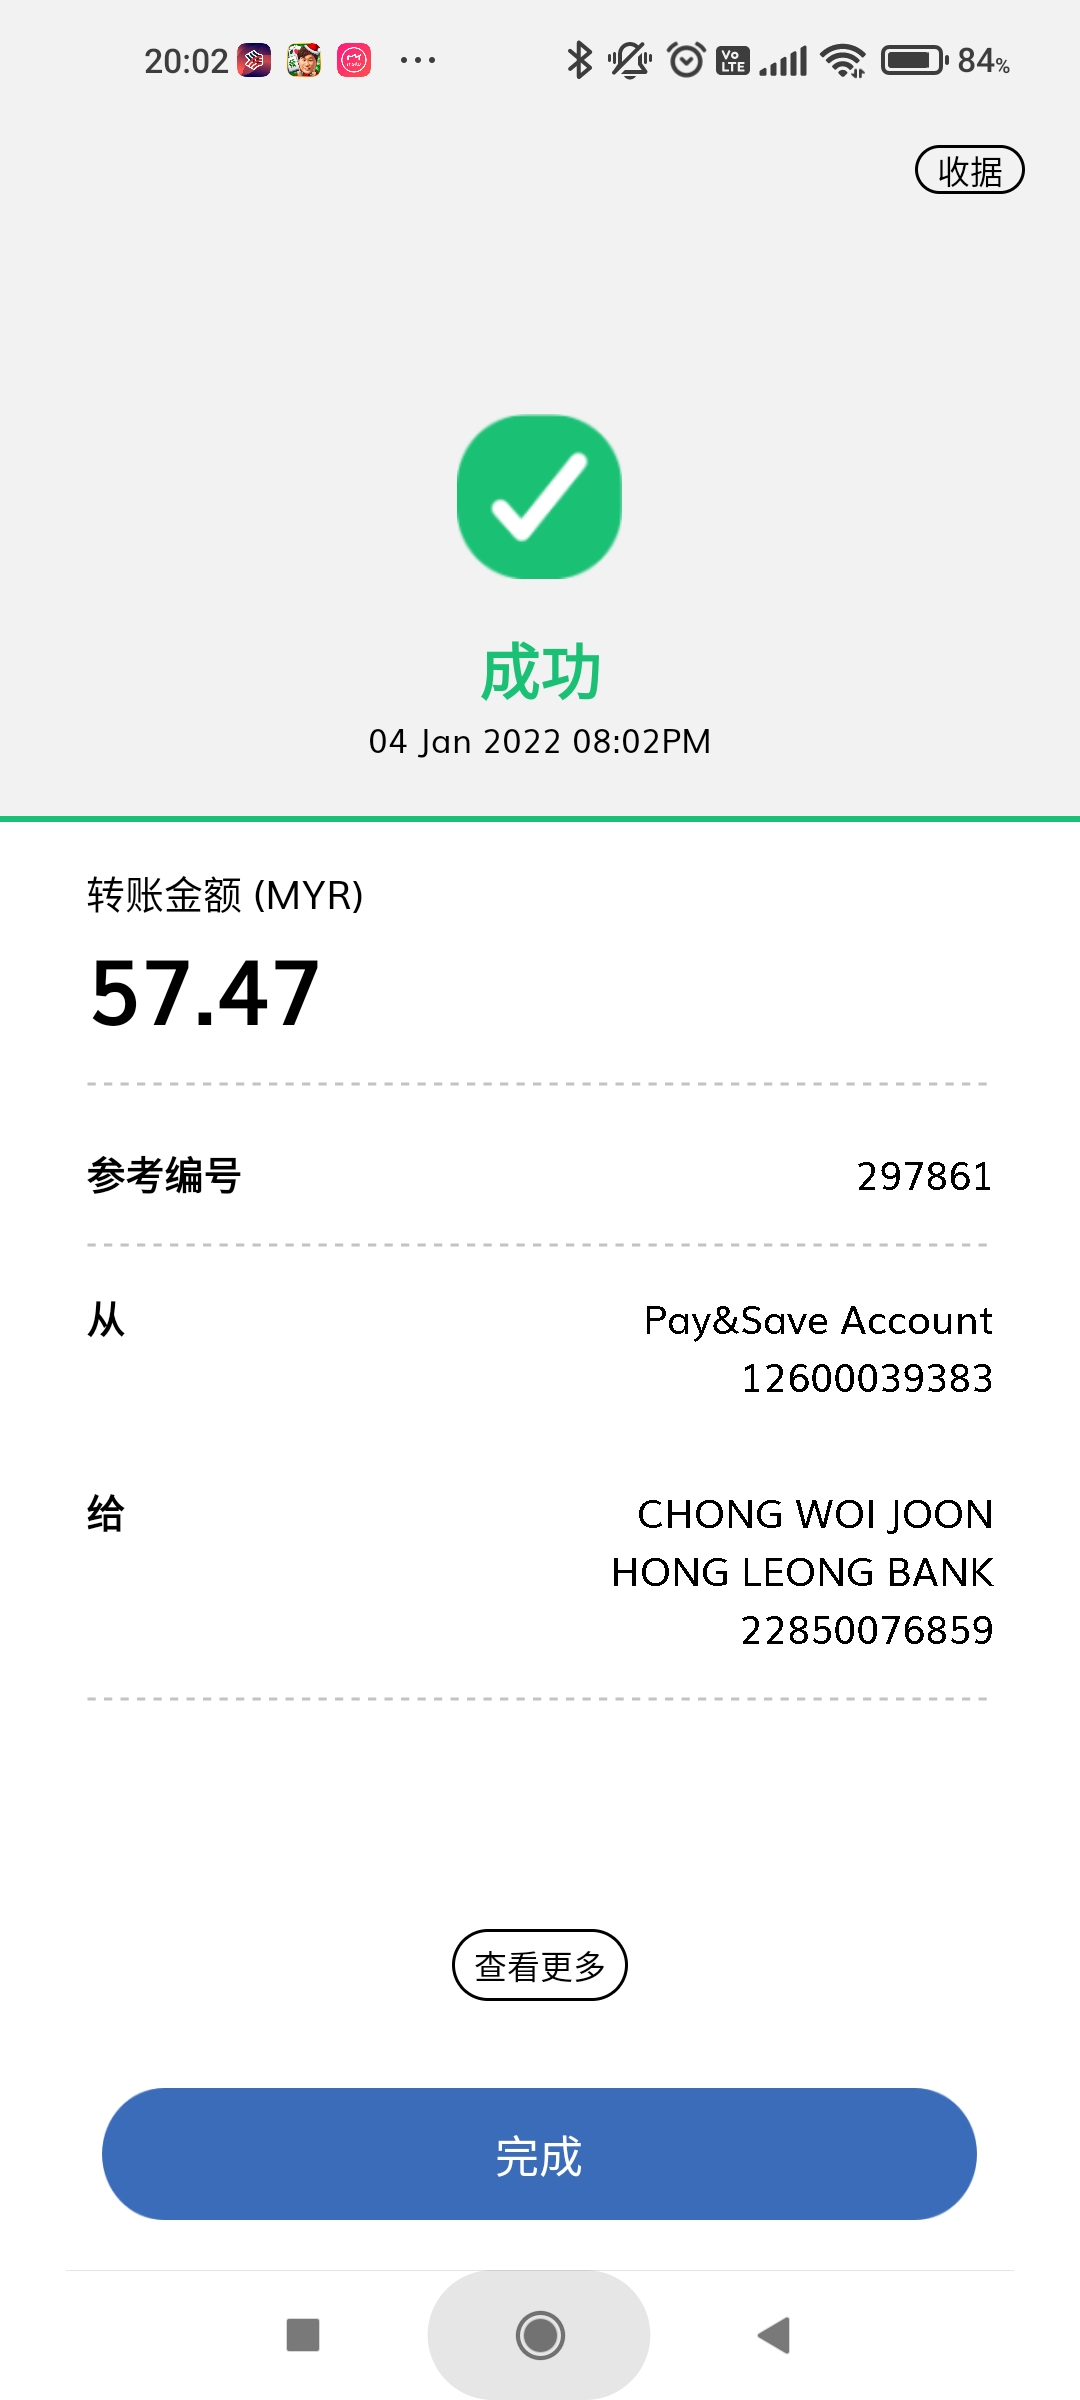 20:02 84%
收据
成功
04 Jan 2022 08:02PM
转账金额 (MYR)
57.47
参考编号 297861
从 Pay&Save Account
12600039383
给 CHONG WOI JOON
HONG LEONG BANK
22850076859
查看更多
完成